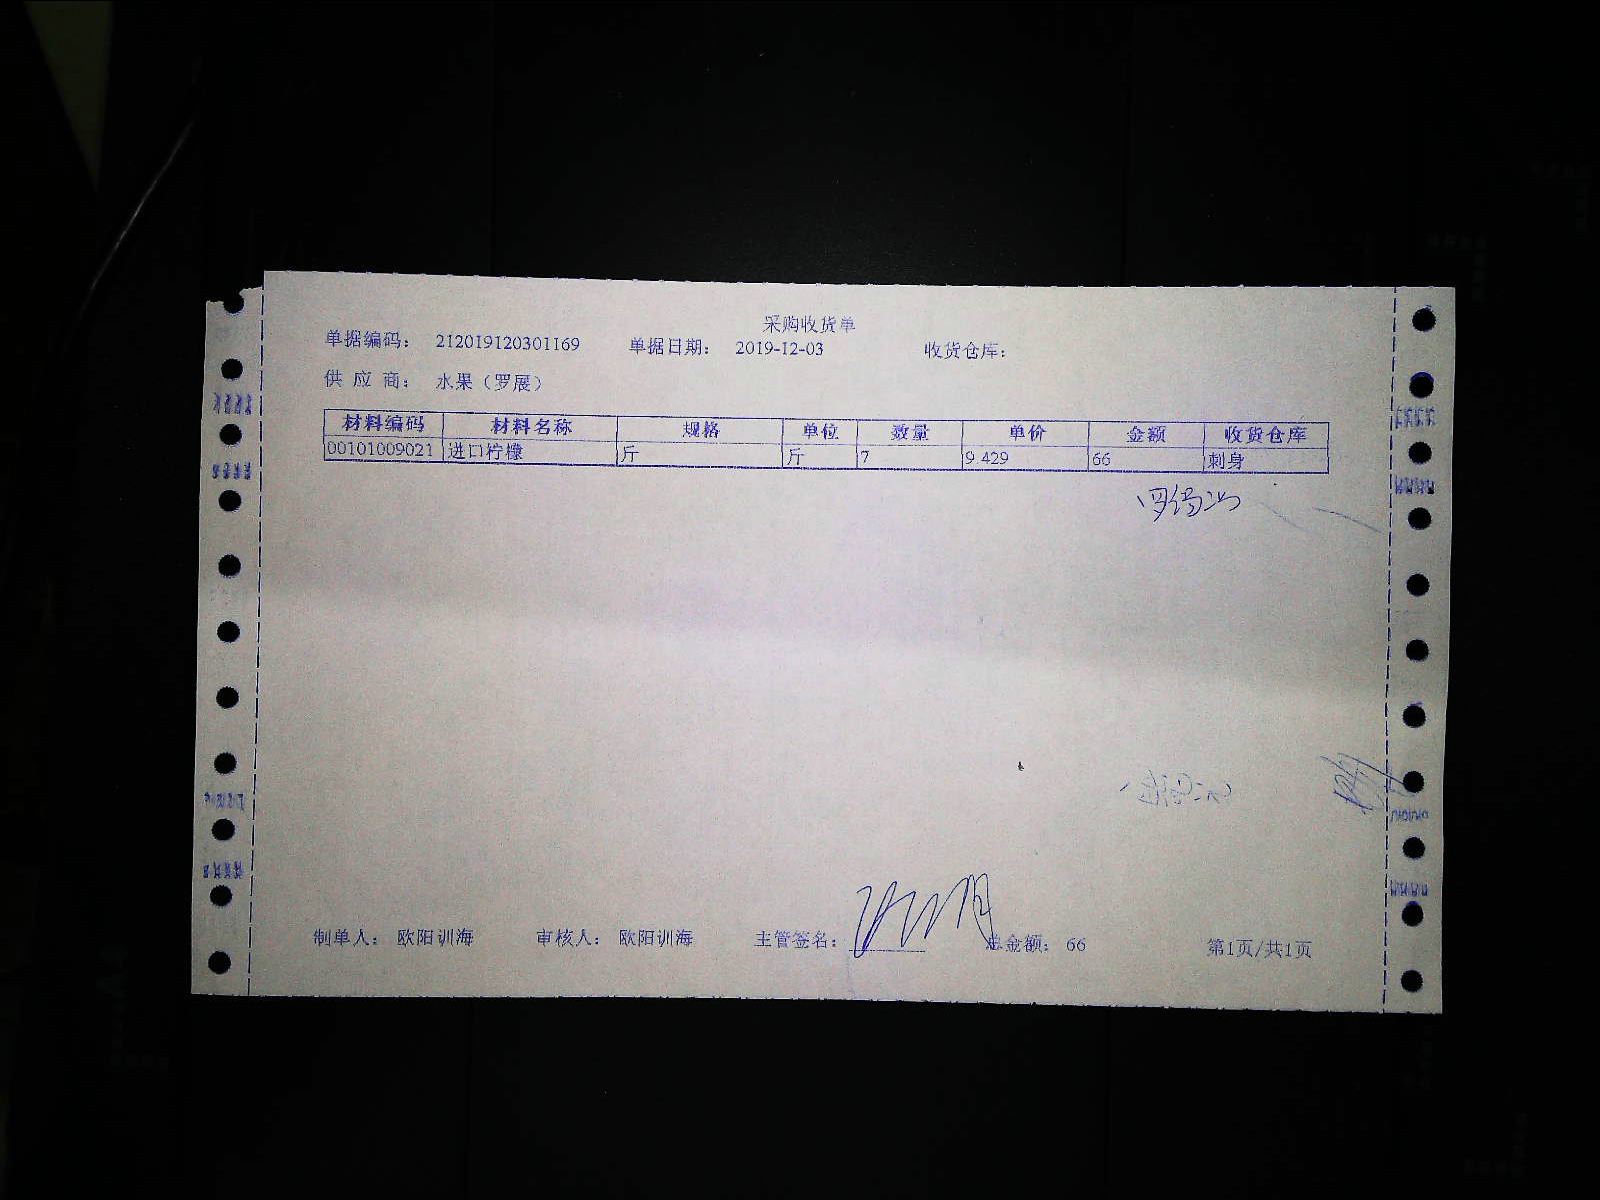 采购收货单
单据编码： 212019120301169 单据日期： 2019-12-03 收货仓库：
供 应 商： 水果（罗展）
材料编码 材料名称 规格 单位 数量 单价 金额 收货仓库
00101009021 进口柠檬 斤 斤 7 9.429 66 刺身
制单人： 欧阳训海 审核人： 欧阳训海 主管签名： 总金额： 66 第1页/共1页